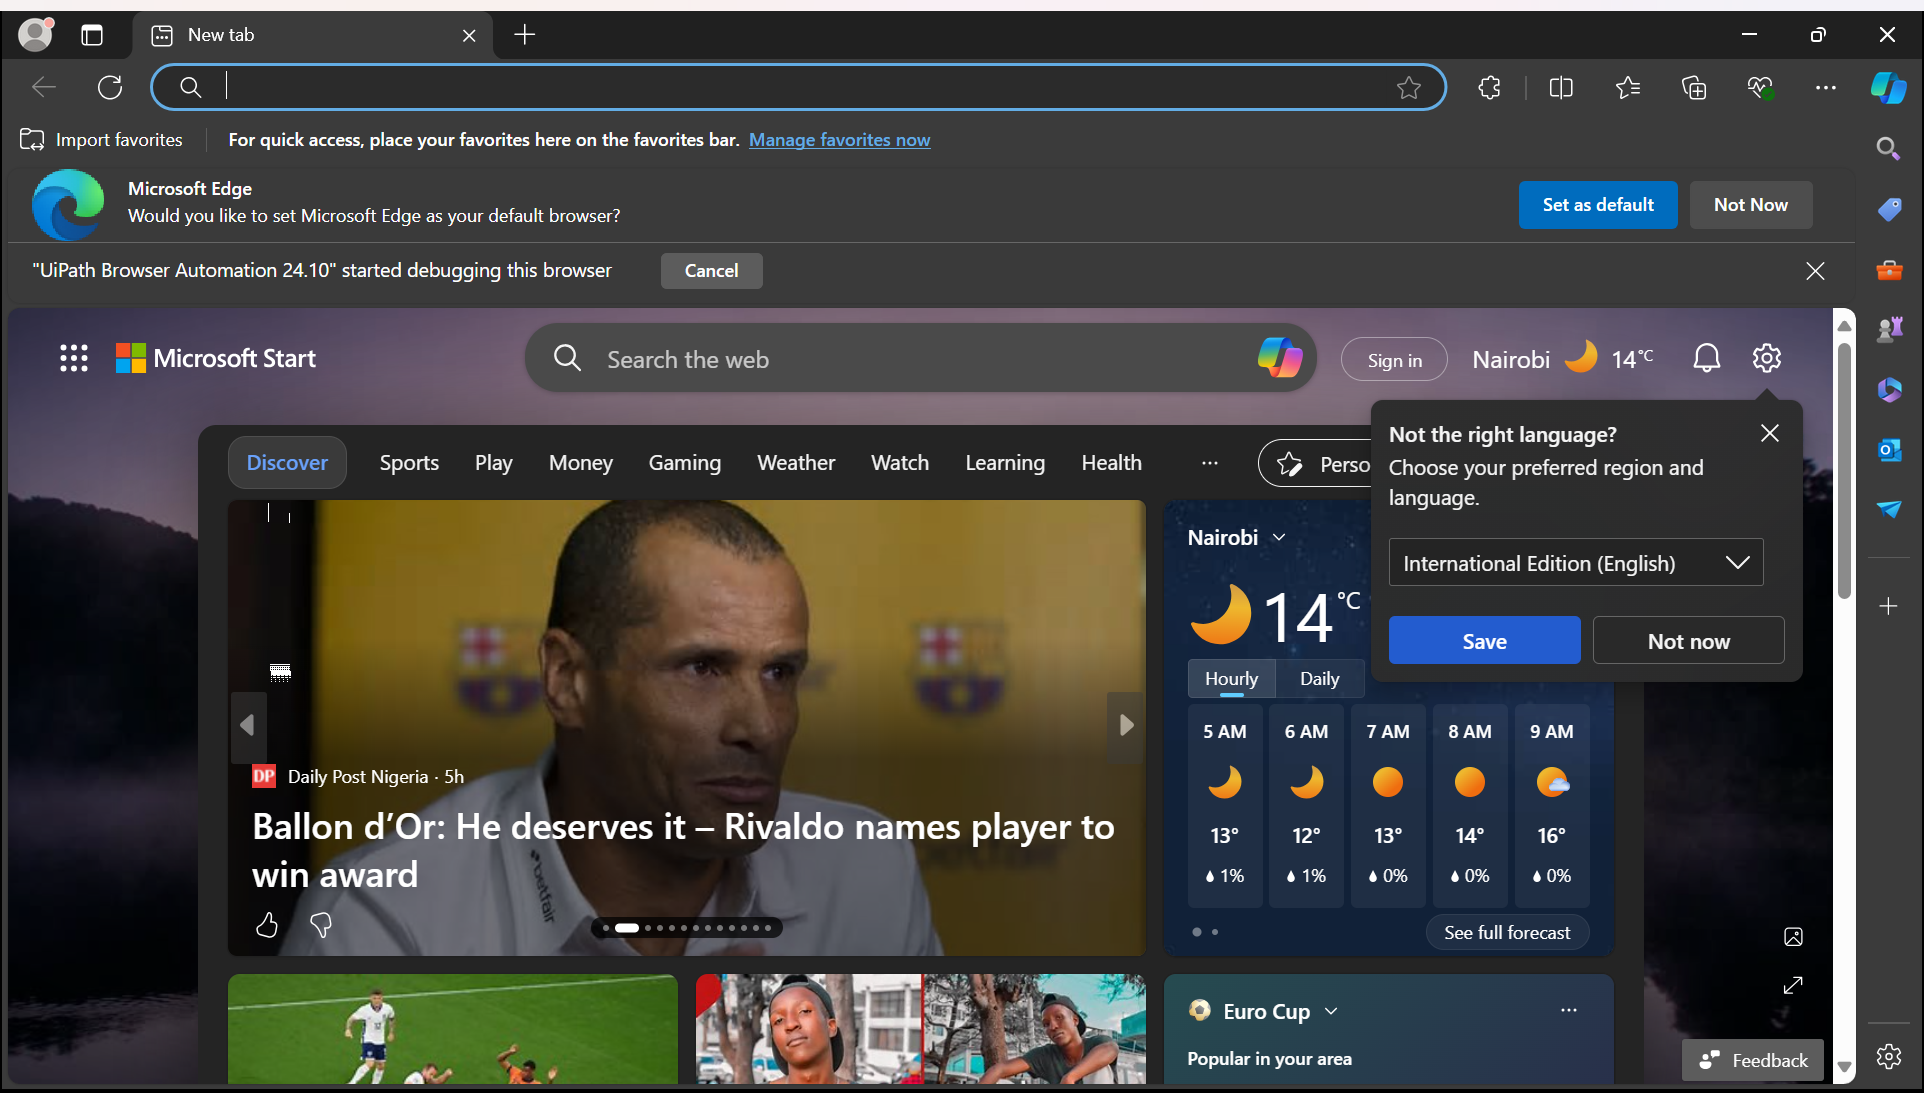 New tab
Import favorites
For quick access, place your favorites here on the favorites bar. Manage favorites now
Microsoft Edge
Would you like to set Microsoft Edge as your default browser?
Set as default
Not Now
"UiPath Browser Automation 24.10" started debugging this browser
Cancel
Microsoft Start
Search the web
Sign in
Nairobi
14°C
Not the right language?
Choose your preferred region and
language.
International Edition (English)
Save
Not now
Discover
Sports
Play
Money
Gaming
Weather
Watch
Learning
Health
Perso
DP Daily Post Nigeria · 5h
Ballon d’Or: He deserves it – Rivaldo names player to
win award
betfair
Nairobi
14°C
Hourly
Daily
5 AM 6 AM 7 AM 8 AM 9 AM
13° 12° 13° 14° 16°
1% 1% 0% 0% 0%
See full forecast
Euro Cup
Popular in your area
Feedback